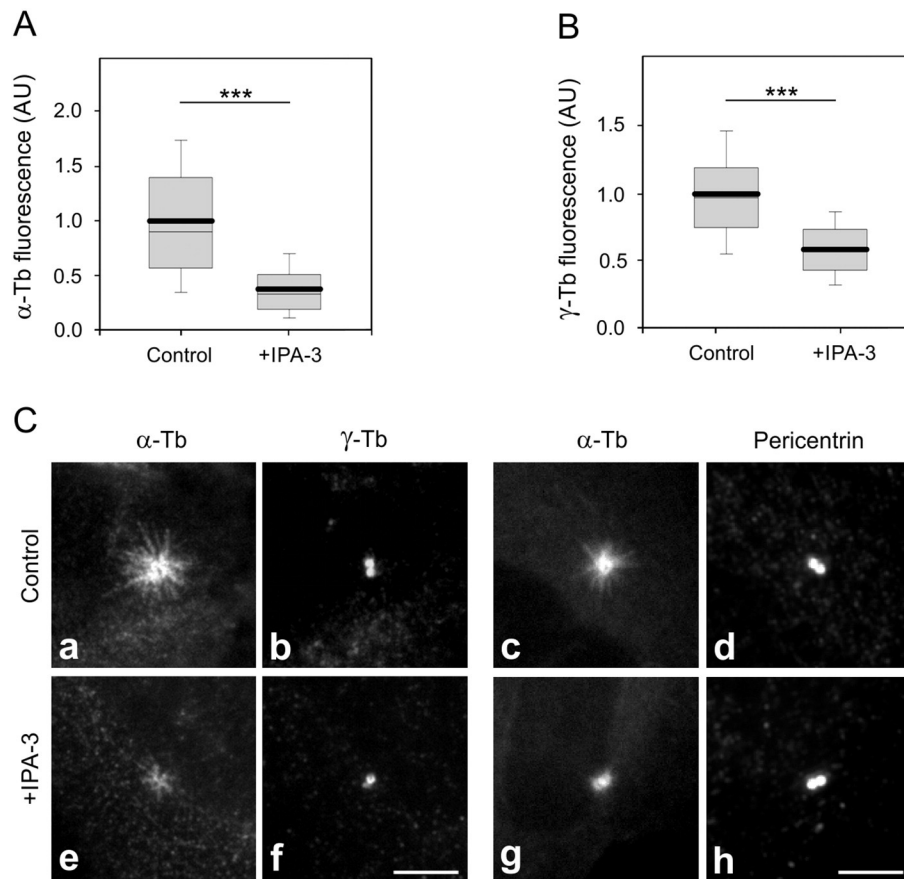 A
α-Tb fluorescence (AU)
2.0
1.5
1.0
0.5
0.0
***
Control
+IPA-3
B
γ-Tb fluorescence (AU)
1.5
1.0
0.5
0.0
***
Control
+IPA-3
C
α-Tb
γ-Tb
α-Tb
Pericentrin
Control
a
b
c
d
+IPA-3
e
f
g
h